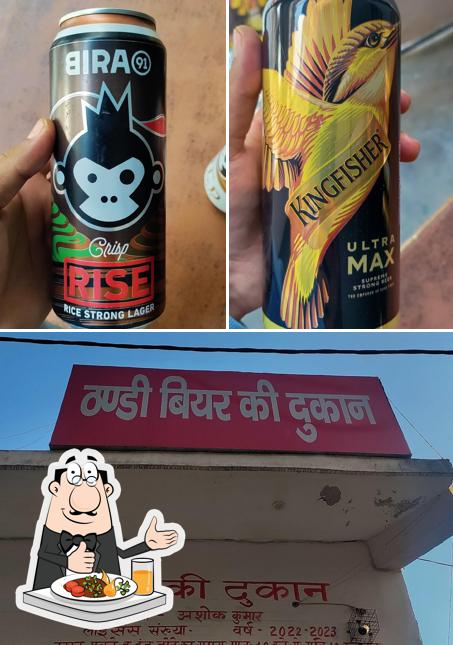 BIRA 91
Crisp
RISE
RICE STRONG LAGER
KINGFISHER
ULTRA
MAX
SUPREME
STRONG BEER
ठण्डी बियर की दुकान
की दुकान
अशोक कुमार
लाइसेंस संख्या- वर्ष- 2022-2023